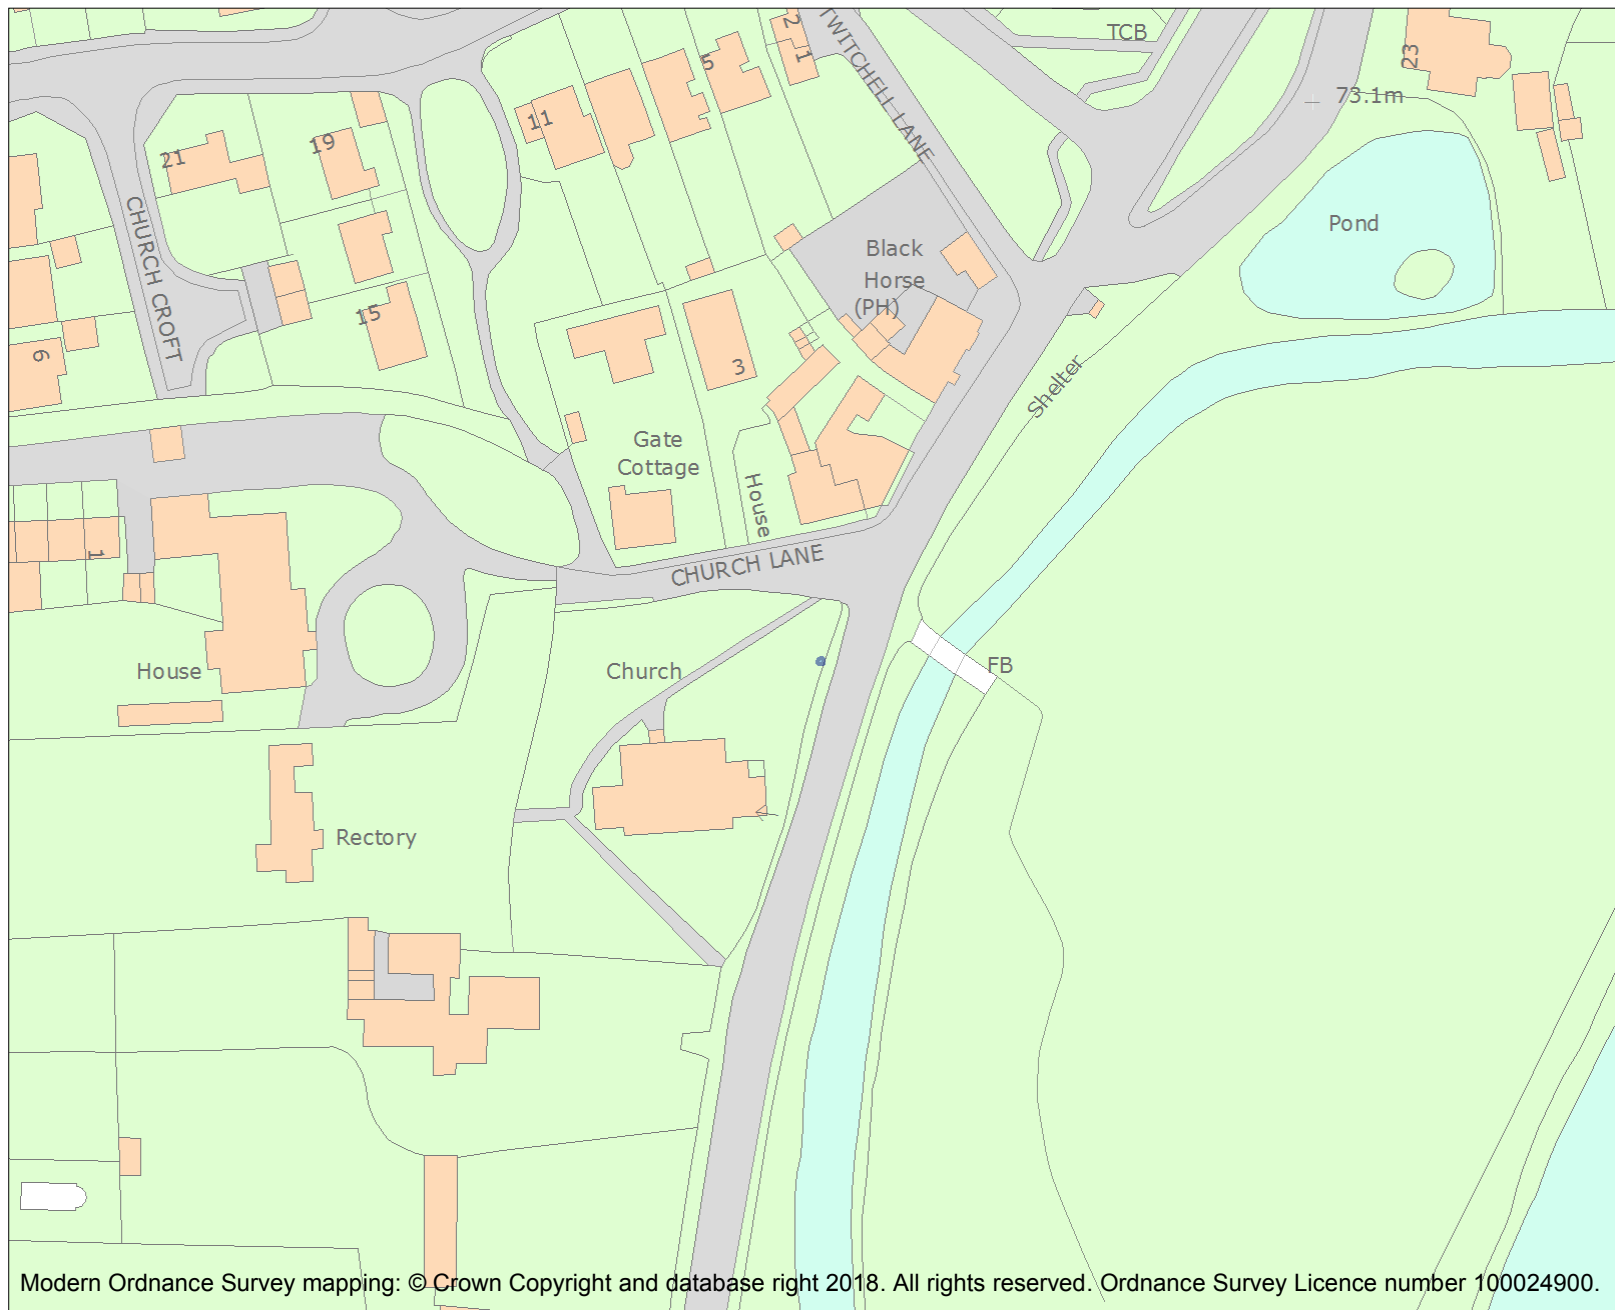 TCB
TWITCHELL LANE
2
1
5
11
23
73.1m
21
19
CHURCH CROFT
Pond
Black
Horse
(PH)
15
6
3
Shelter
Gate
Cottage
House
1
CHURCH LANE
House
Church
FB
Rectory
Modern Ordnance Survey mapping: © Crown Copyright and database right 2018. All rights reserved. Ordnance Survey Licence number 100024900.